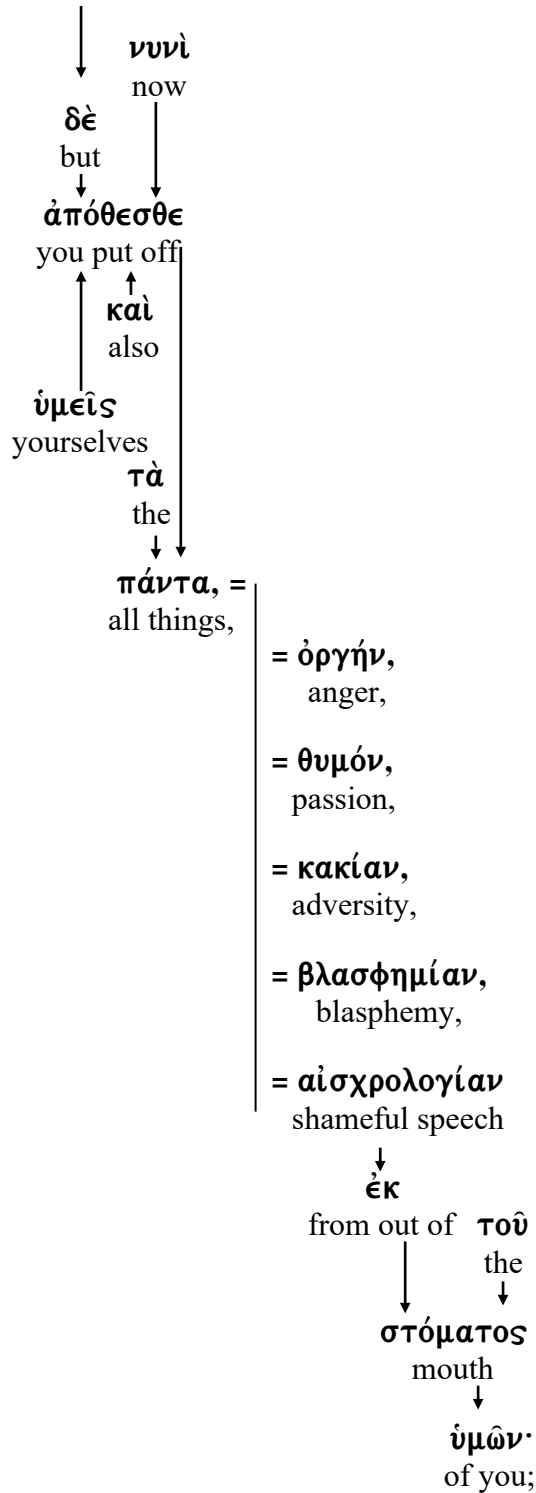 νυνὶ
now
δὲ
but
ἀπόθεσθε
you put off
καὶ
also
ὑμεῖς
yourselves
τὰ
the
πάντα, =
all things,
= ὀργήν,
anger,
= θυμόν,
passion,
= κακίαν,
adversity,
= βλασφημίαν,
blasphemy,
= αἰσχρολογίαν
shameful speech
ἐκ
from out of τοῦ
the
στόματος
mouth
ὑμῶν·
of you;